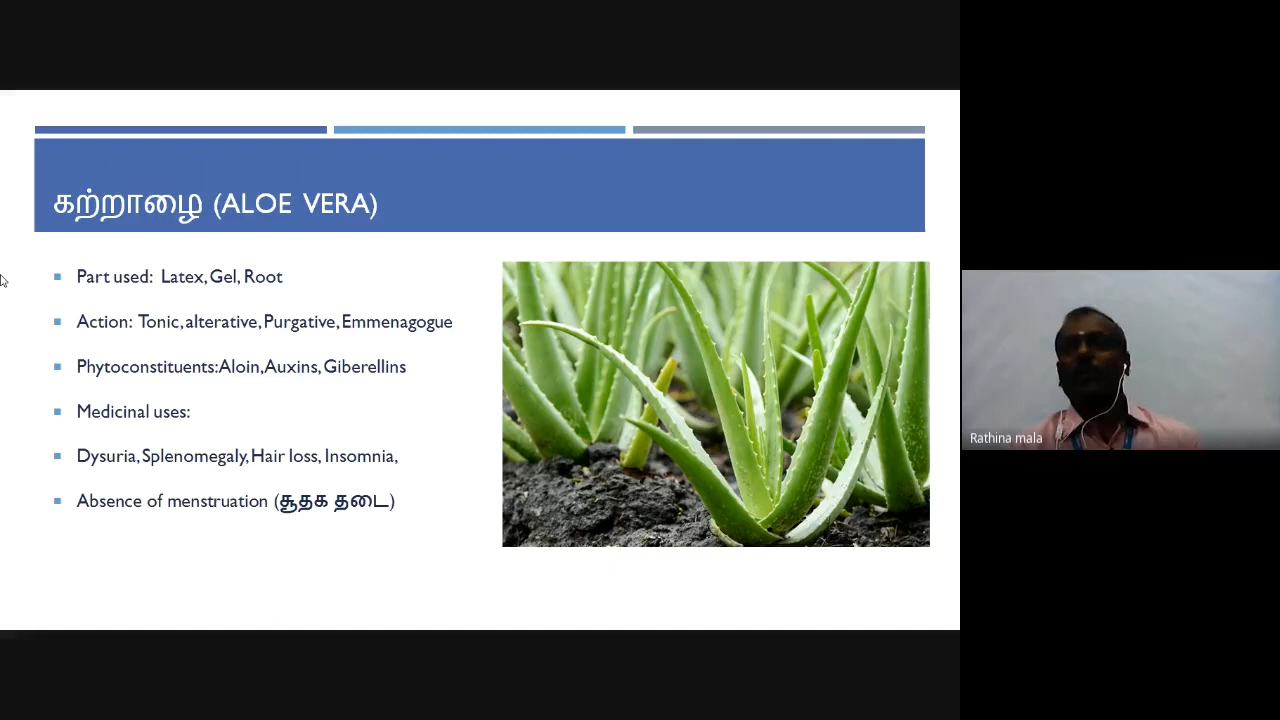 கற்றாழை (ALOE VERA)
Part used: Latex, Gel, Root
Action: Tonic, alterative, Purgative, Emmenagogue
Phytoconstituents:Aloin, Auxins, Giberellins
Medicinal uses:
Dysuria, Splenomegaly, Hair loss, Insomnia,
Absence of menstruation (சூதக தடை)
Rathina mala